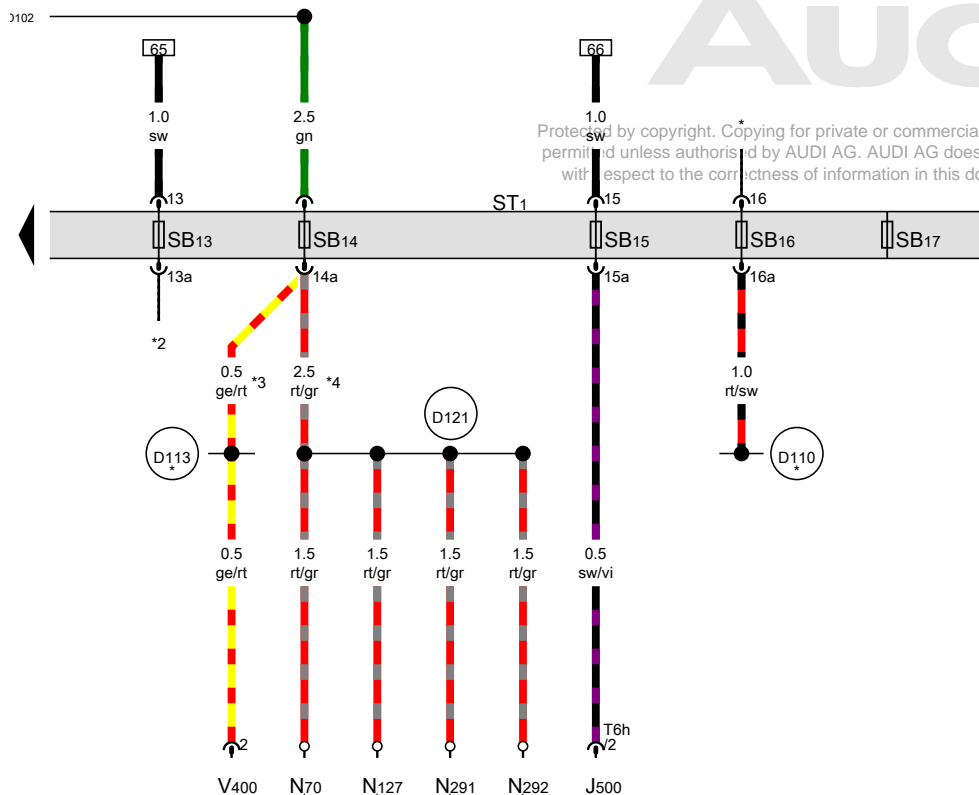 D102
AUD
65
66
1.0
sw
2.5
gn
1.0
sw
*
Protected by copyright. Copying for private or commercia
permitted unless authorised by AUDI AG. AUDI AG does
with respect to the correctness of information in this do
13
ST1
15
16
SB13
SB14
SB15
SB16
SB17
13a
14a
15a
16a
*2
0.5
ge/rt
*3
2.5
rt/gr
*4
1.0
rt/sw
D121
D113
*
D110
*
0.5
ge/rt
1.5
rt/gr
1.5
rt/gr
1.5
rt/gr
1.5
rt/gr
0.5
sw/vi
2
T6h
/2
V400
N70
N127
N291
N292
J500